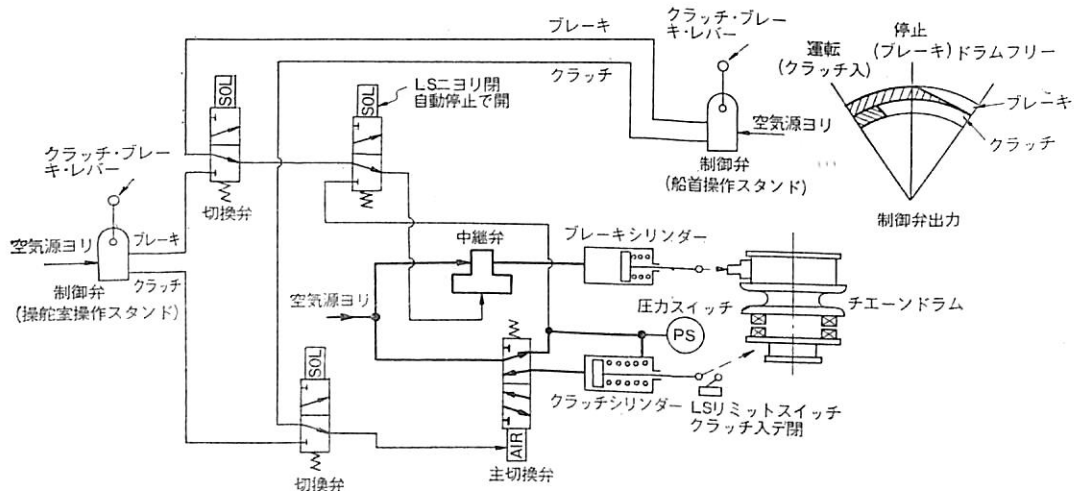 ブレーキ
クラッチ
クラッチ・ブレー
キ・レバー
空気源ヨリ
制御弁
(船首操作スタンド)
停止
運転
(ブレーキ)
ドラムフリー
(クラッチ入)
ブレーキ
クラッチ
制御弁出力
SOL
切換弁
SOL
LSニヨリ閉
自動停止で開
クラッチ・ブレー
キ・レバー
空気源ヨリ
ブレーキ
クラッチ
制御弁
(操舵室操作スタンド)
中継弁
空気源ヨリ
ブレーキシリンダー
チエーンドラム
圧力スイッチ
PS
クラッチシリンダー
LSリミットスイッチ
クラッチ入デ閉
SOL
切換弁
AIR
主切換弁